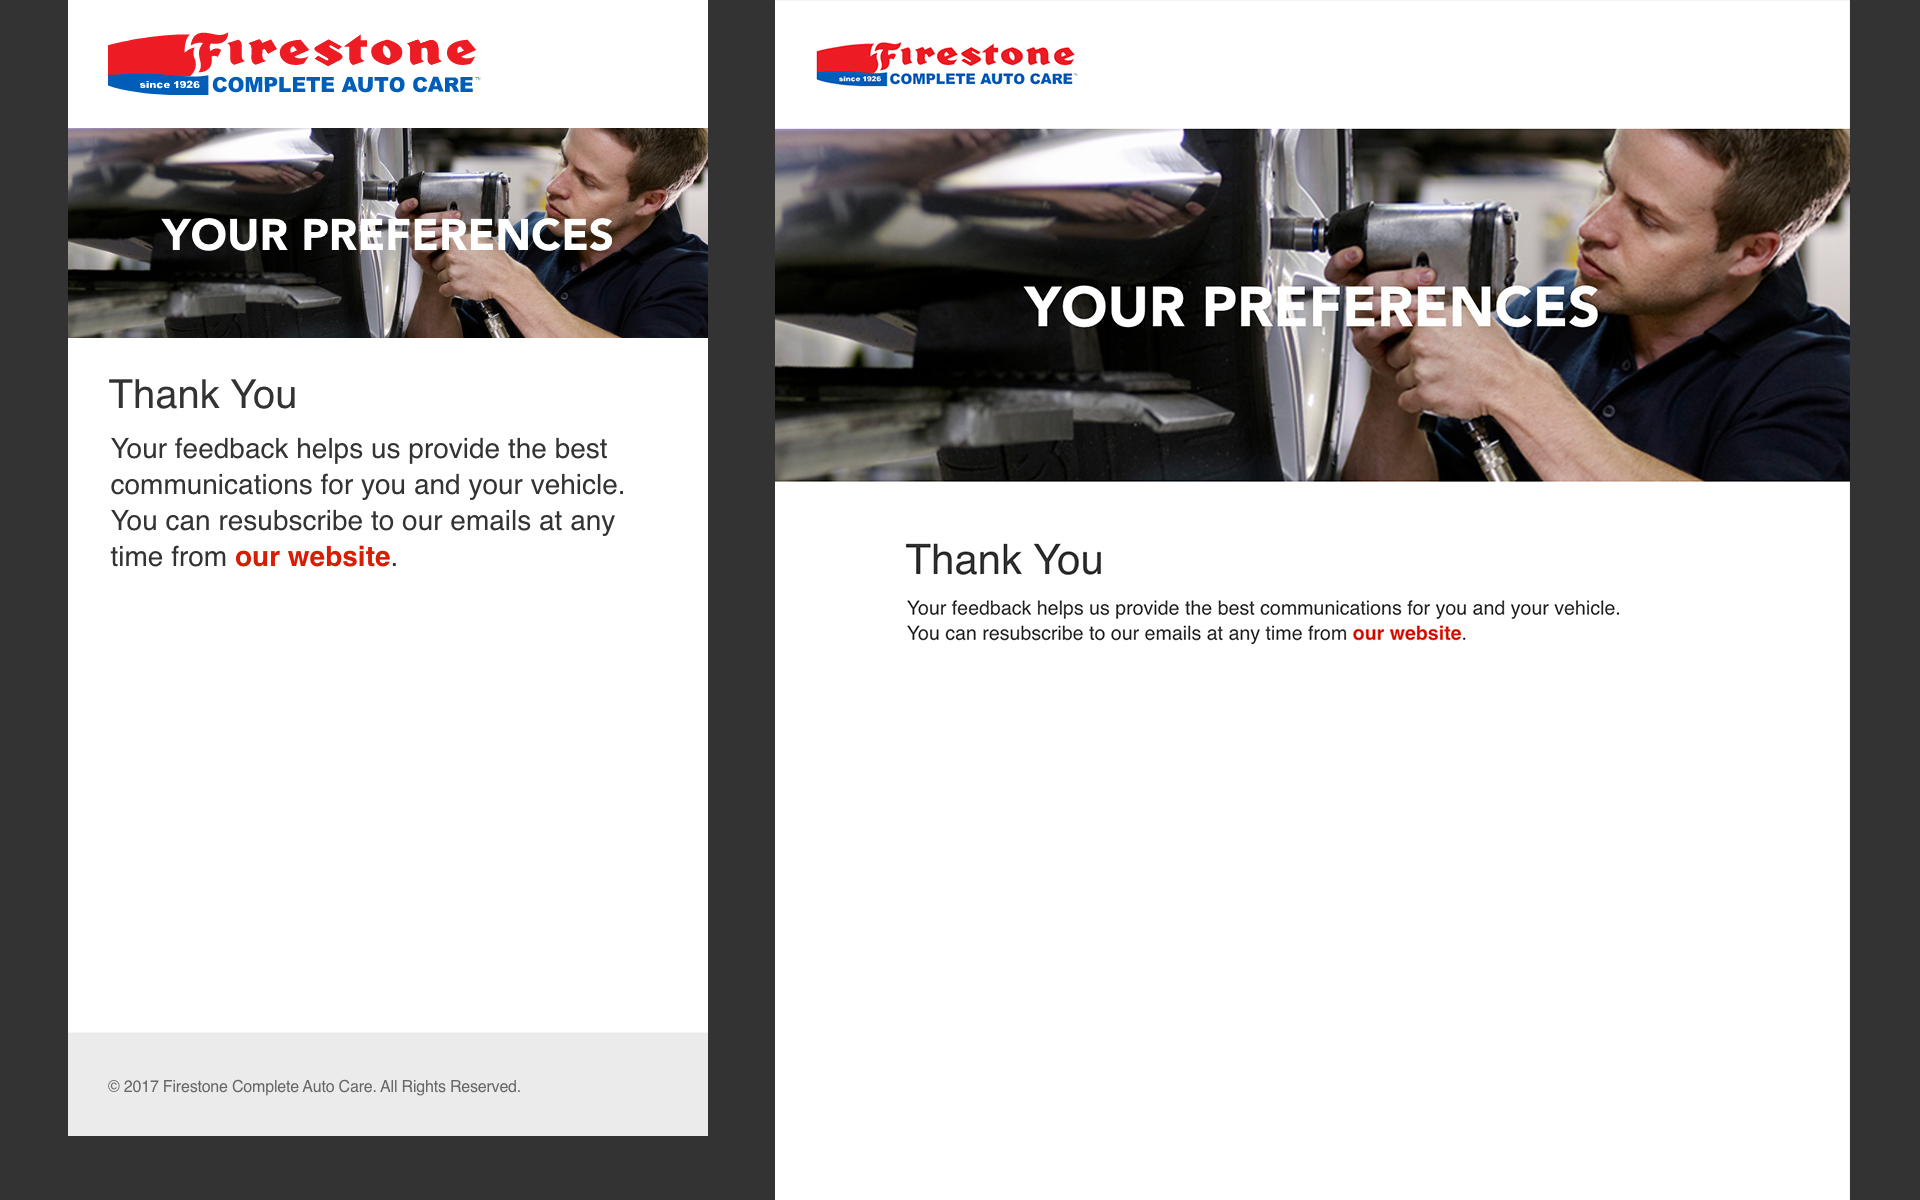 Firestone
since 1926 COMPLETE AUTO CARE™
YOUR PREFERENCES
Thank You
Your feedback helps us provide the best
communications for you and your vehicle.
You can resubscribe to our emails at any
time from our website.
© 2017 Firestone Complete Auto Care. All Rights Reserved.
Firestone
since 1926 COMPLETE AUTO CARE™
YOUR PREFERENCES
Thank You
Your feedback helps us provide the best communications for you and your vehicle.
You can resubscribe to our emails at any time from our website.